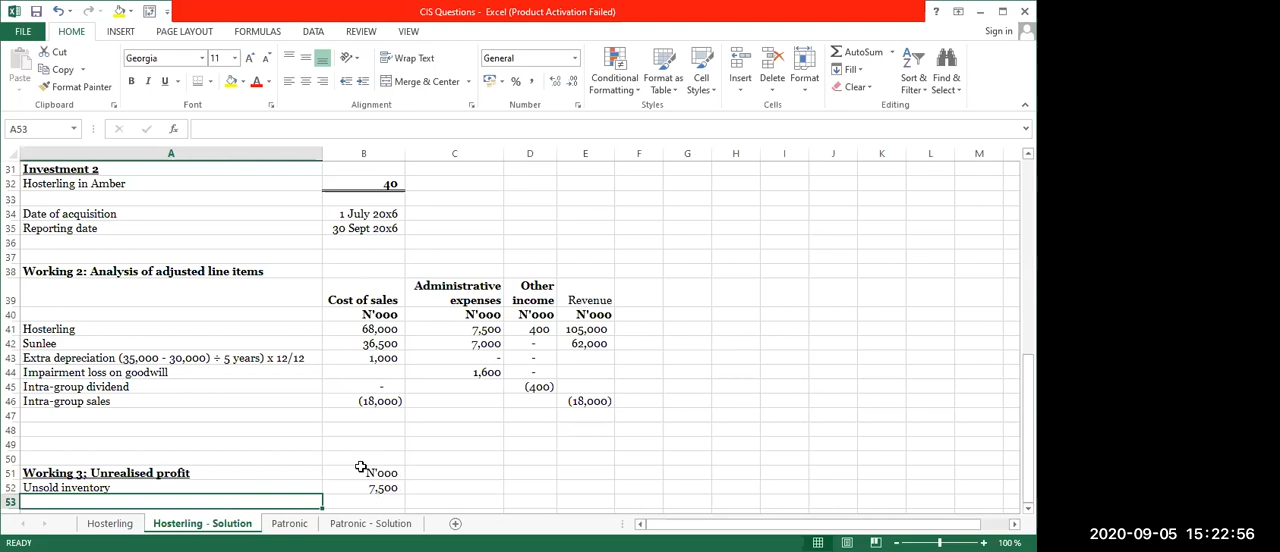 CIS Questions - Excel (Product Activation Failed)
FILE HOME INSERT PAGE LAYOUT FORMULAS DATA REVIEW VIEW Sign in
Paste Cut Copy Format Painter Clipboard
Georgia 11 B I U Font
Wrap Text Merge & Center Alignment
General % Number
Conditional Formatting Format as Table Cell Styles Styles
Insert Delete Format Cells
AutoSum Fill Clear Sort & Filter Find & Select Editing
A53 fx
A B C D E F G H I J K L M
31 Investment 2
32 Hosterling in Amber 40
33
34 Date of acquisition 1 July 20x6
35 Reporting date 30 Sept 20x6
36
37
38 Working 2: Analysis of adjusted line items
39 Cost of sales Administrative expenses Other income Revenue
40 N'000 N'000 N'000 N'000
41 Hosterling 68,000 7,500 400 105,000
42 Sunlee 36,500 7,000 - 62,000
43 Extra depreciation (35,000 - 30,000) ÷ 5 years) x 12/12 1,000 - -
44 Impairment loss on goodwill 1,600 -
45 Intra-group dividend - (400)
46 Intra-group sales (18,000) (18,000)
47
48
49
50
51 Working 3; Unrealised profit N'000
52 Unsold inventory 7,500
53
Hosterling Hosterling - Solution Patronic Patronic - Solution
READY 100 %
2020-09-05 15:22:56